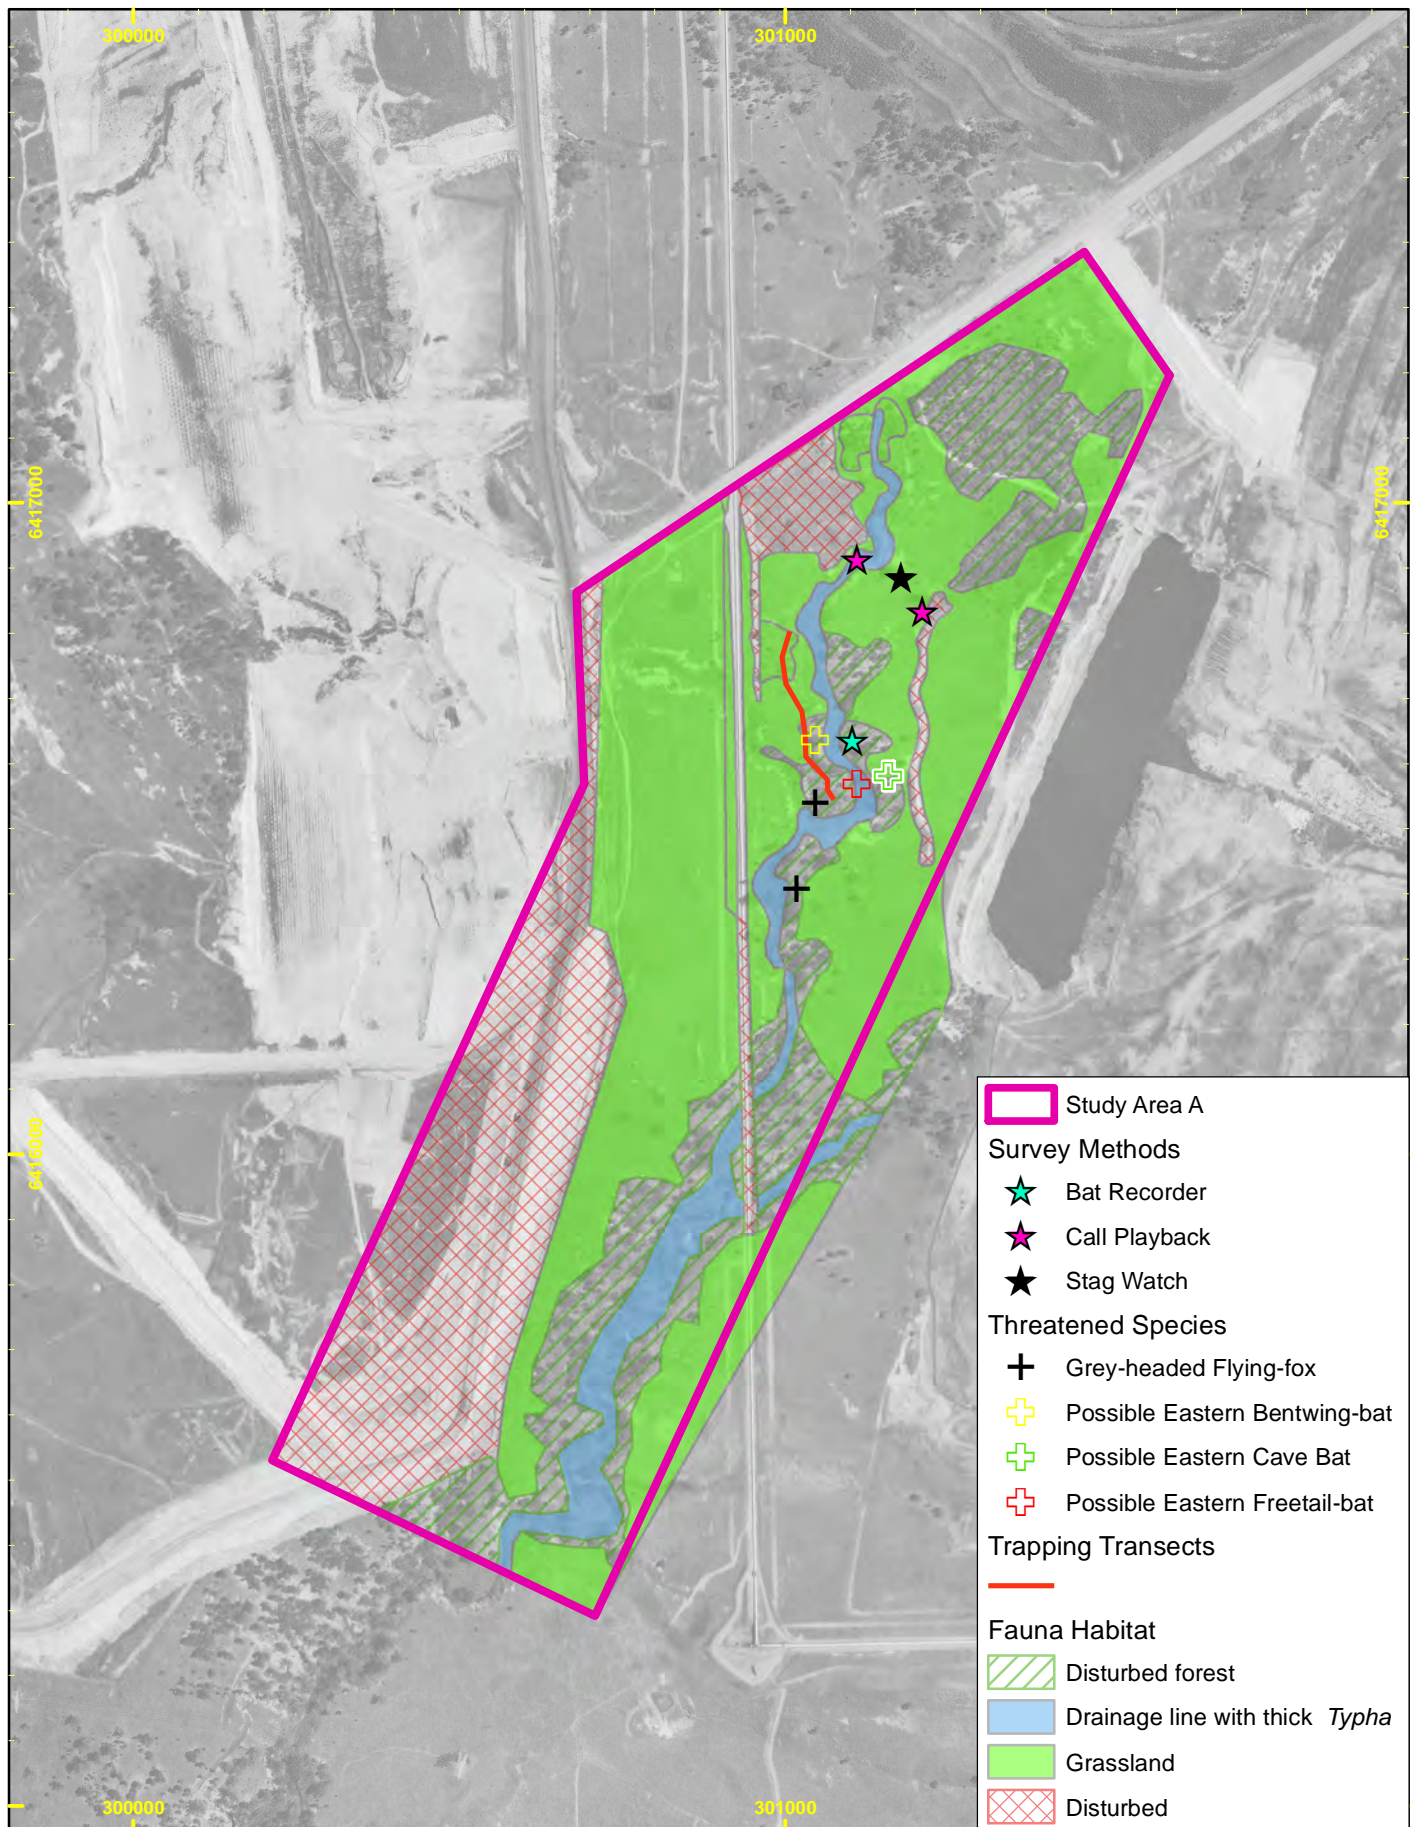 300000
301000
6417000
6417000
6416000
Study Area A
Survey Methods
Bat Recorder
Call Playback
Stag Watch
Threatened Species
Grey-headed Flying-fox
Possible Eastern Bentwing-bat
Possible Eastern Cave Bat
Possible Eastern Freetail-bat
Trapping Transects
Fauna Habitat
Disturbed forest
Drainage line with thick Typha
Grassland
Disturbed
300000
301000